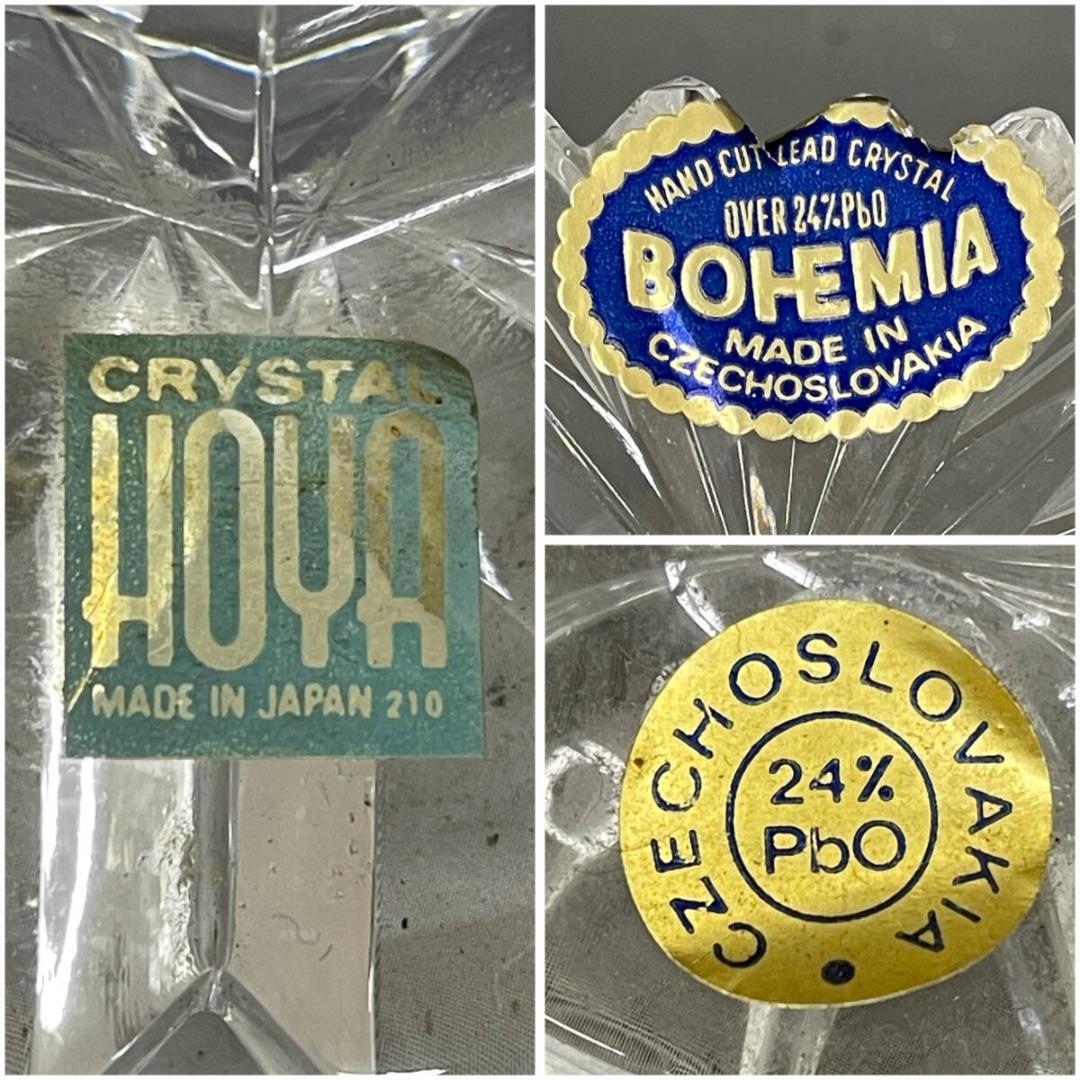 CRYSTAL
HOYA
MADE IN JAPAN 210
HAND CUT LEAD CRYSTAL
OVER 24%PbO
BOHEMIA
MADE IN
CZECHOSLOVAKIA
CZECHOSLOVAKIA
24%
PbO